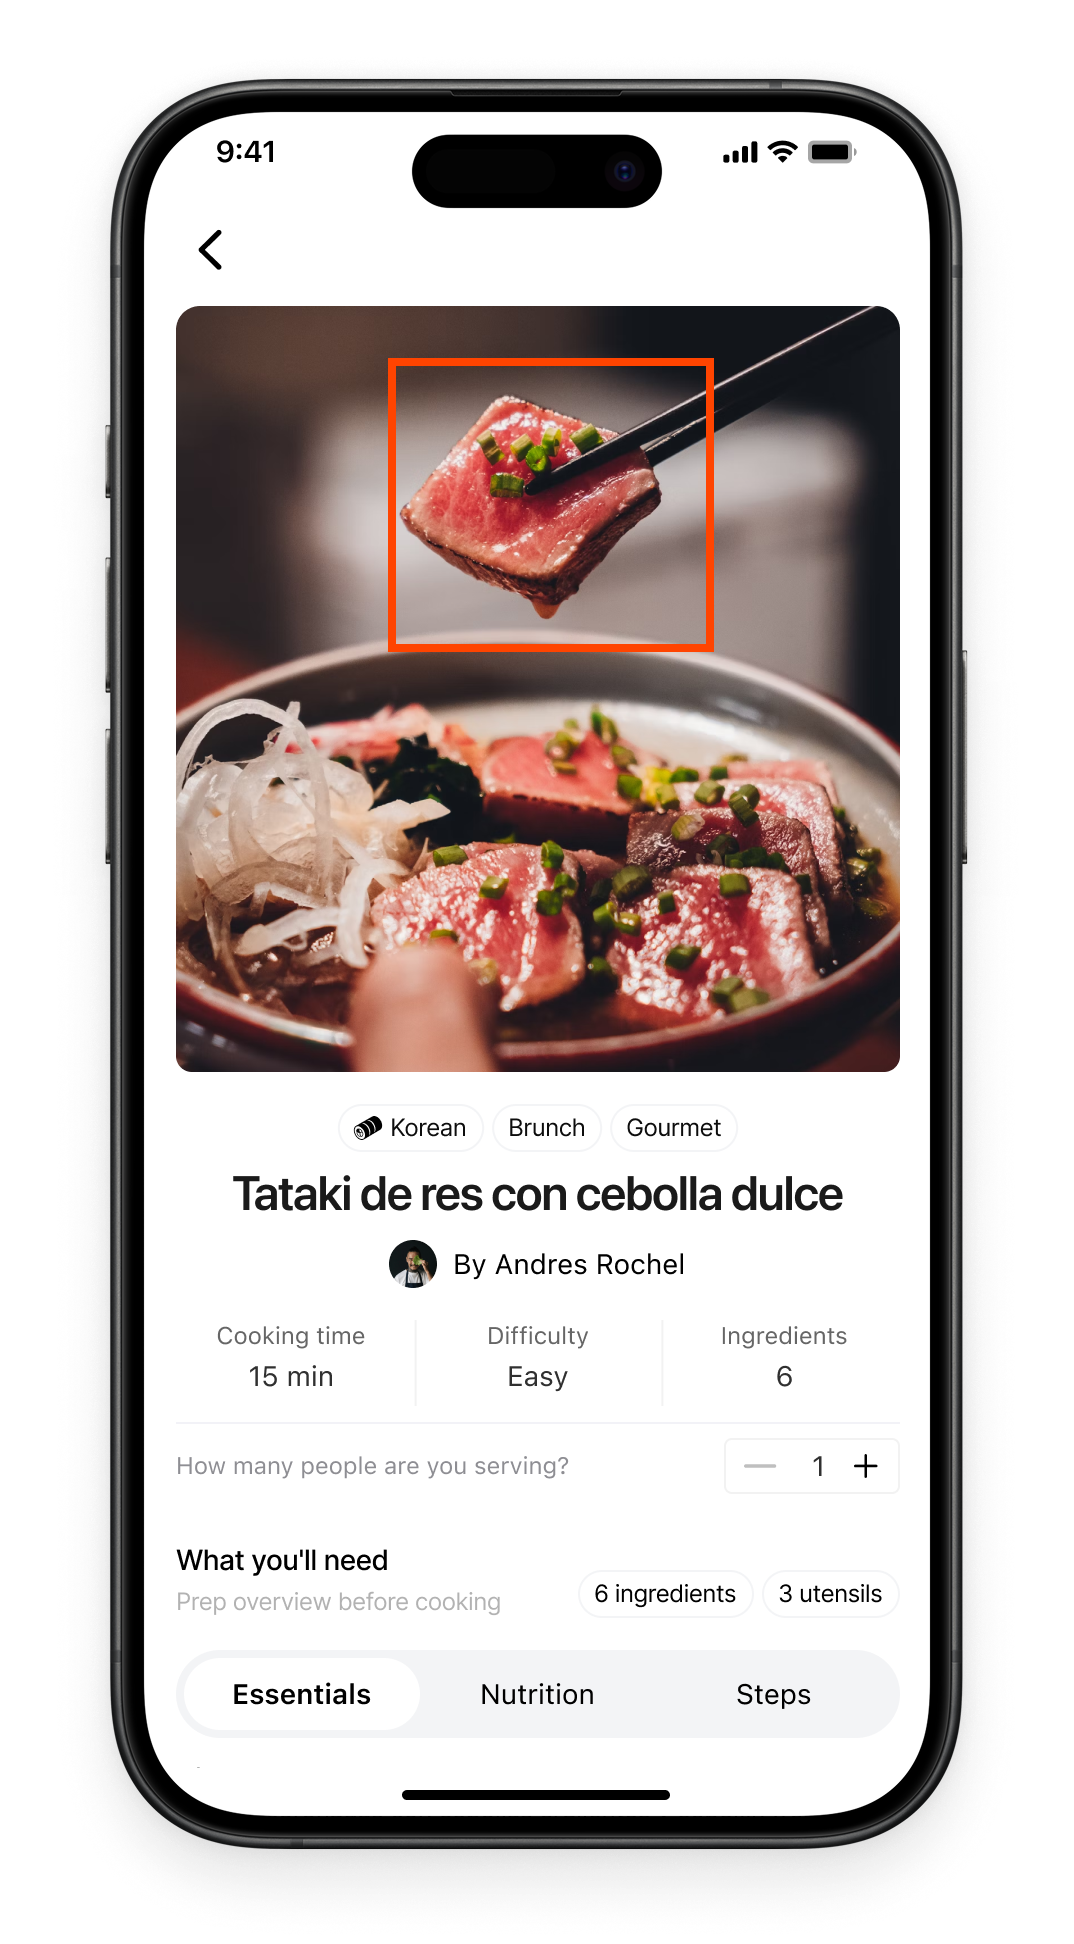 9:41
Korean
Brunch
Gourmet
Tataki de res con cebolla dulce
By Andres Rochel
Cooking time
15 min
Difficulty
Easy
Ingredients
6
How many people are you serving?
1
What you'll need
Prep overview before cooking
6 ingredients
3 utensils
Essentials
Nutrition
Steps